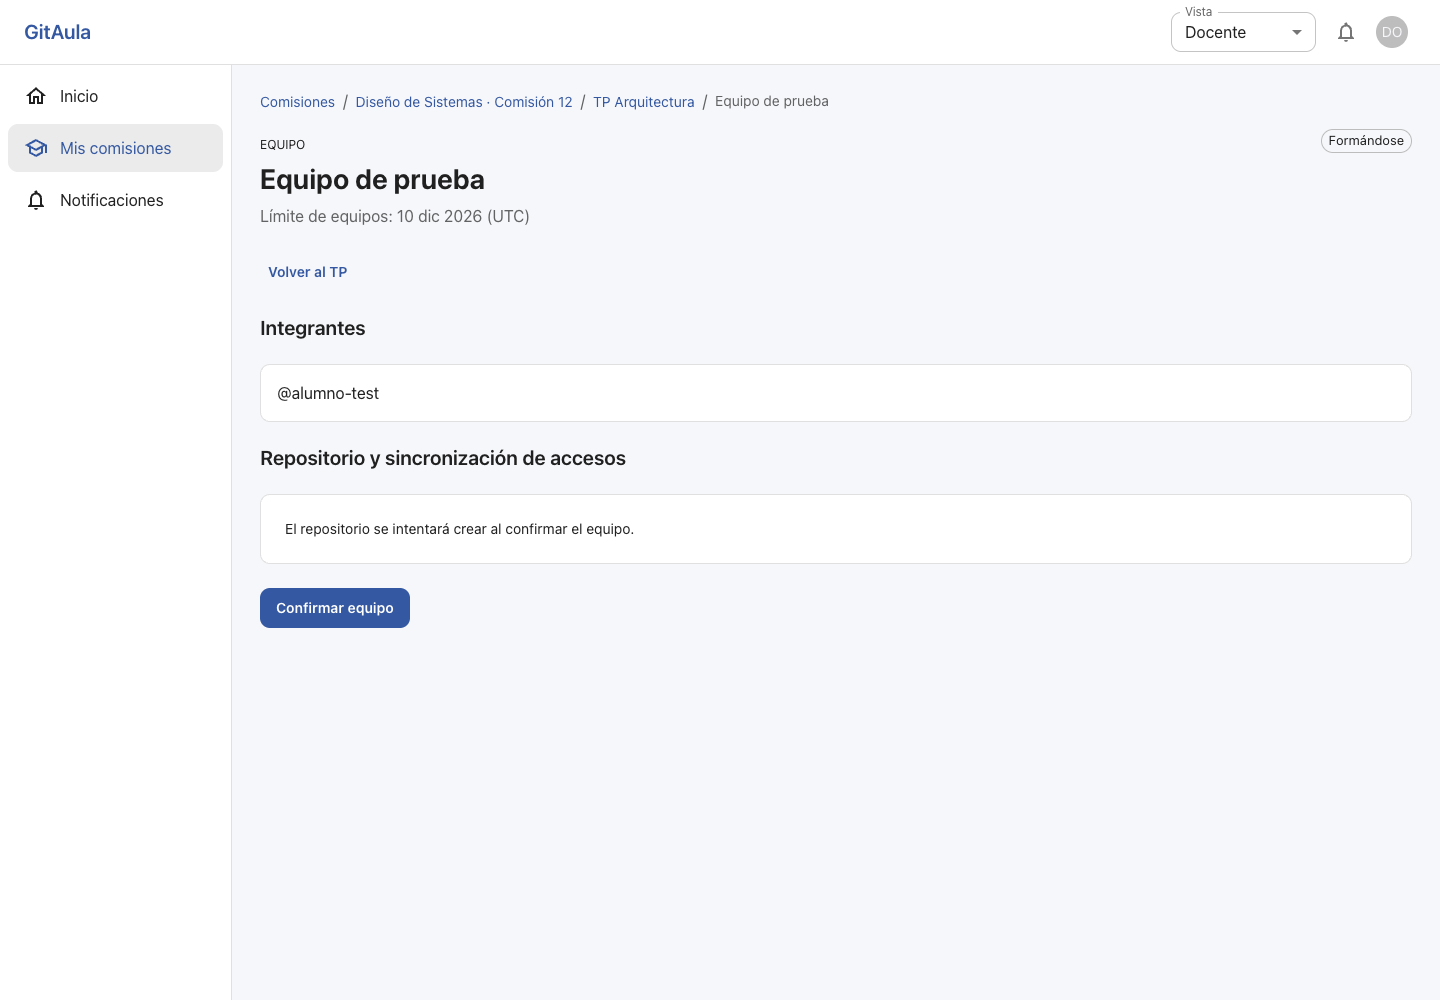 GitAula
Vista
Docente
DO
Inicio
Mis comisiones
Notificaciones
Comisiones / Diseño de Sistemas · Comisión 12 / TP Arquitectura / Equipo de prueba
EQUIPO
Formándose
Equipo de prueba
Límite de equipos: 10 dic 2026 (UTC)
Volver al TP
Integrantes
@alumno-test
Repositorio y sincronización de accesos
El repositorio se intentará crear al confirmar el equipo.
Confirmar equipo